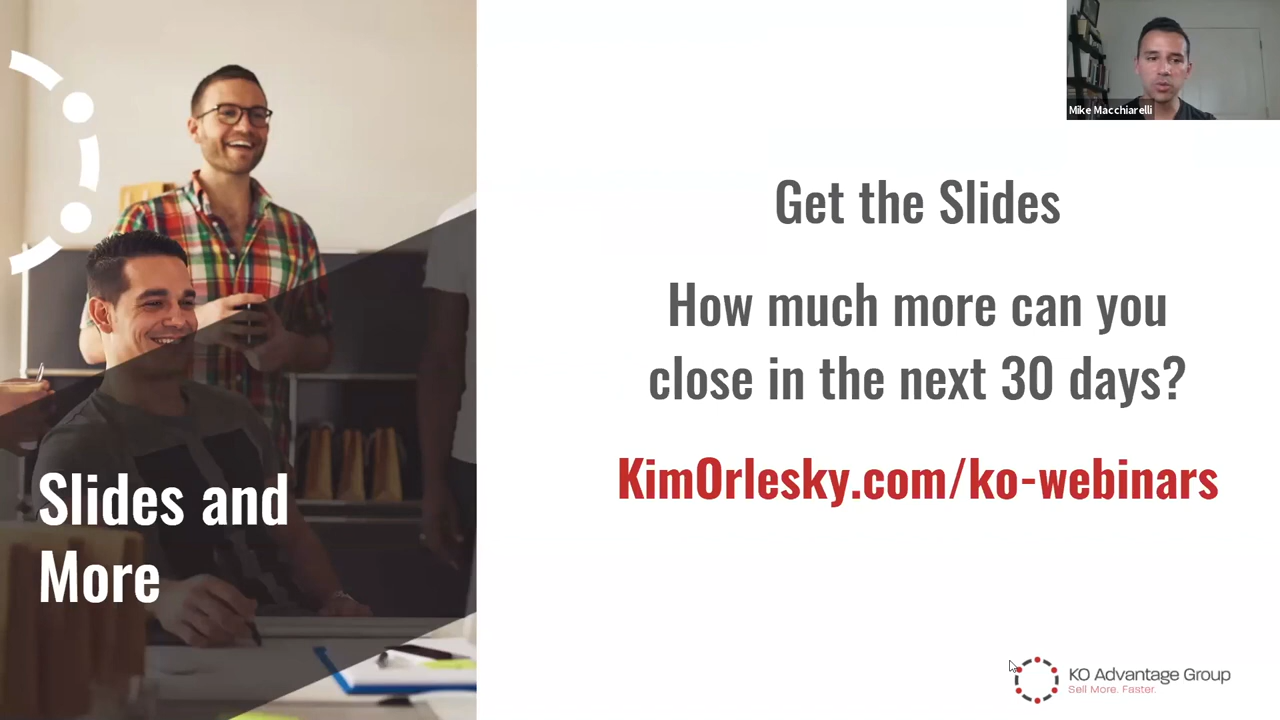 Mike Macchiarelli
Get the Slides
How much more can you
close in the next 30 days?
KimOrlesky.com/ko-webinars
Slides and
More
KO Advantage Group
Sell More. Faster.